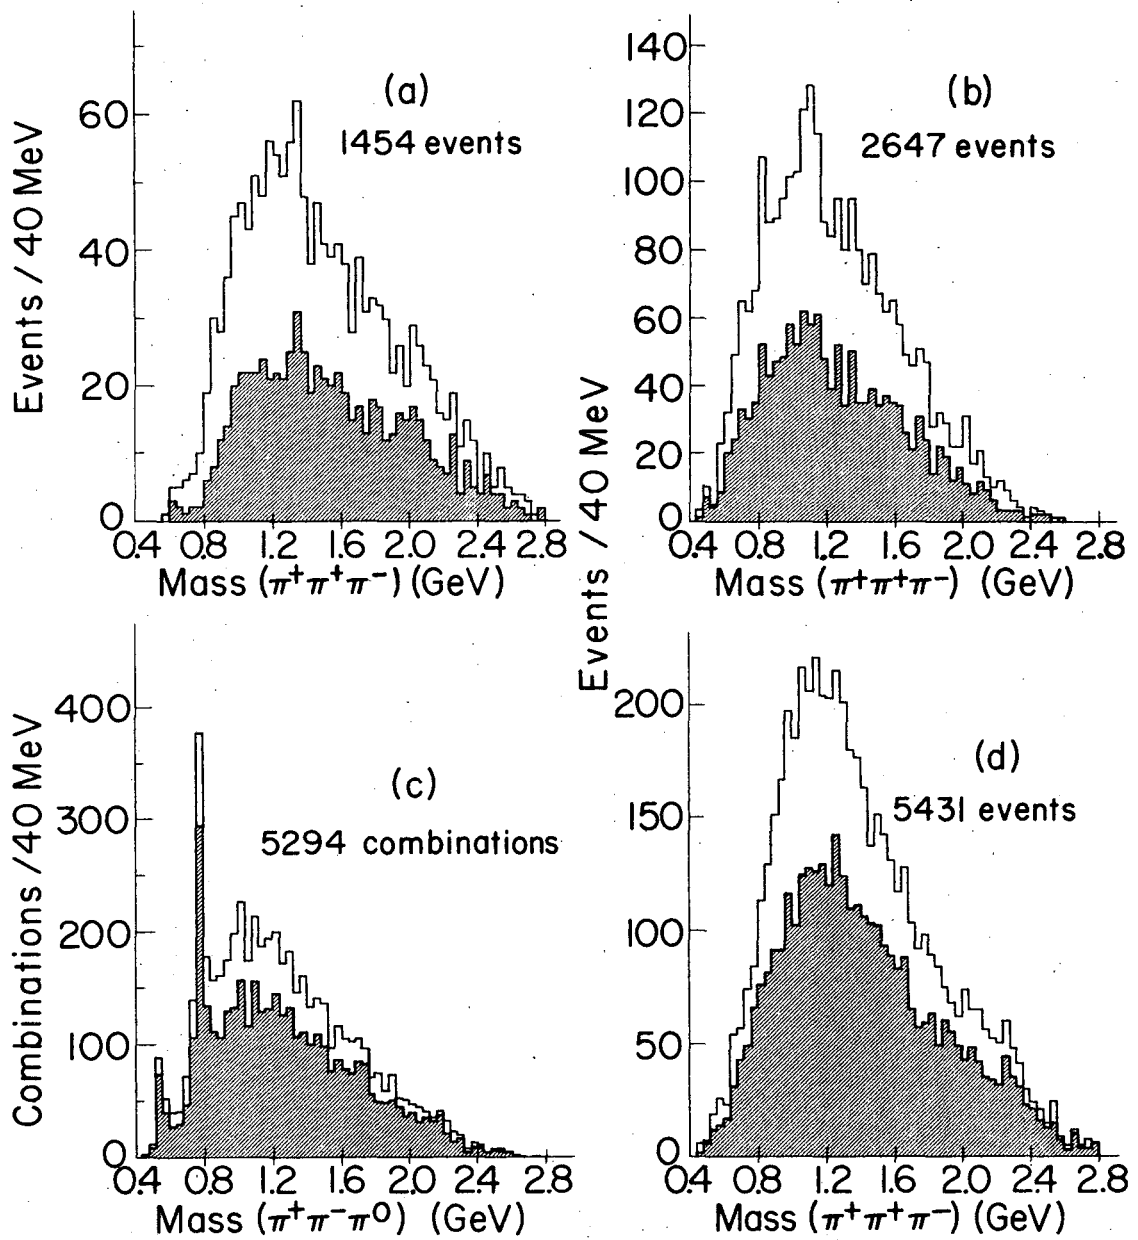 Events / 40 MeV
60
40
20
0
(a)
1454 events
0.4 0.8 1.2 1.6 2.0 2.4 2.8
Mass (π+π+π−) (GeV)
Events / 40 MeV
140
120
100
80
60
40
20
0
(b)
2647 events
0.4 0.8 1.2 1.6 2.0 2.4 2.8
Mass (π+π+π−) (GeV)
Combinations / 40 MeV
400
300
200
100
0
(c)
5294 combinations
0.4 0.8 1.2 1.6 2.0 2.4 2.8
Mass (π+π−π0) (GeV)
200
150
100
50
0
(d)
5431 events
0.4 0.8 1.2 1.6 2.0 2.4 2.8
Mass (π+π+π−) (GeV)